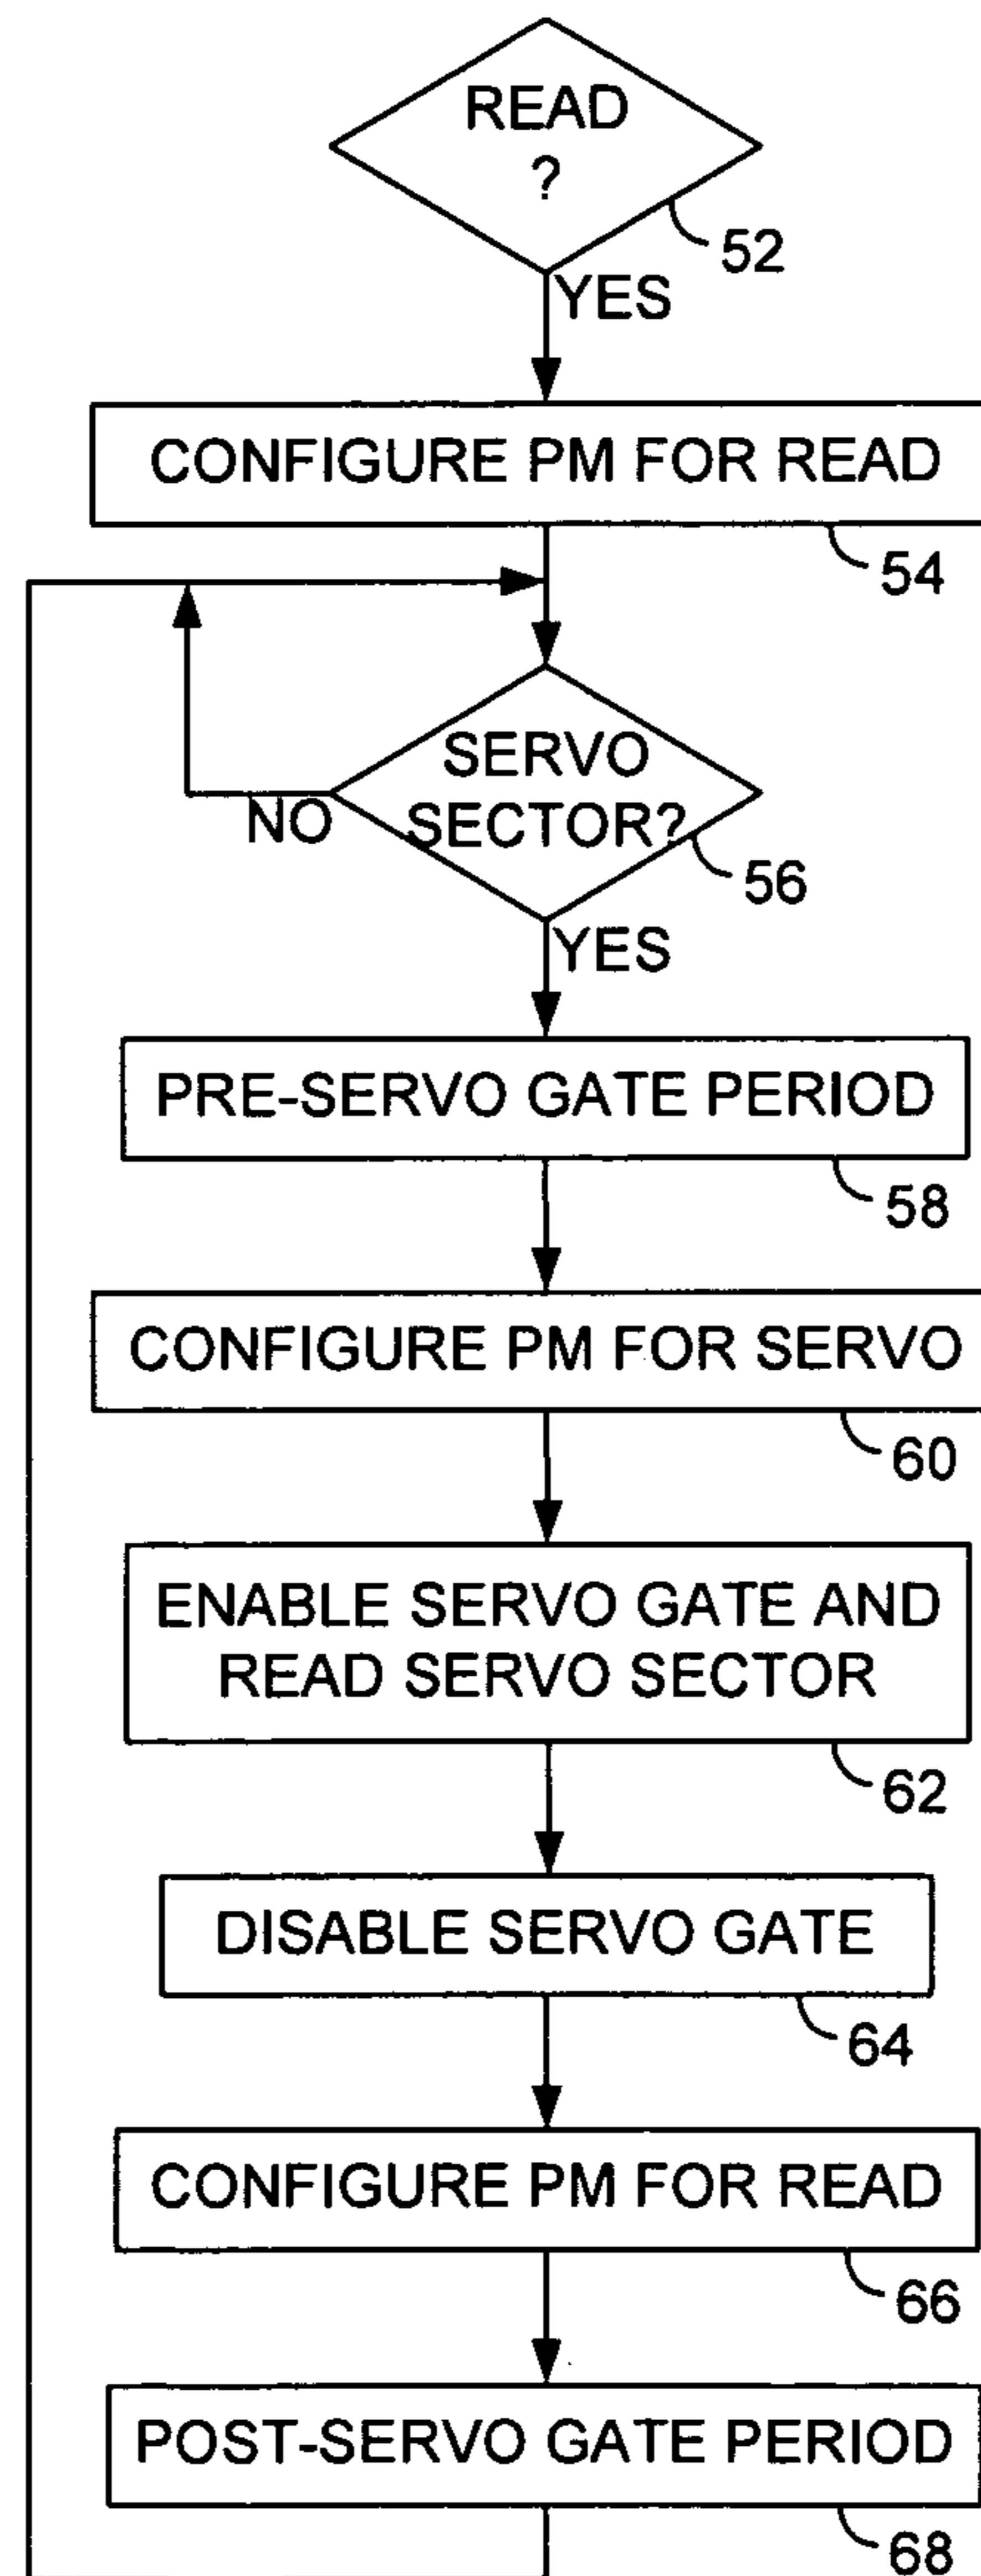 READ
?
52
YES
CONFIGURE PM FOR READ
54
SERVO
SECTOR?
NO
56
YES
PRE-SERVO GATE PERIOD
58
CONFIGURE PM FOR SERVO
60
ENABLE SERVO GATE AND
READ SERVO SECTOR
62
DISABLE SERVO GATE
64
CONFIGURE PM FOR READ
66
POST-SERVO GATE PERIOD
68